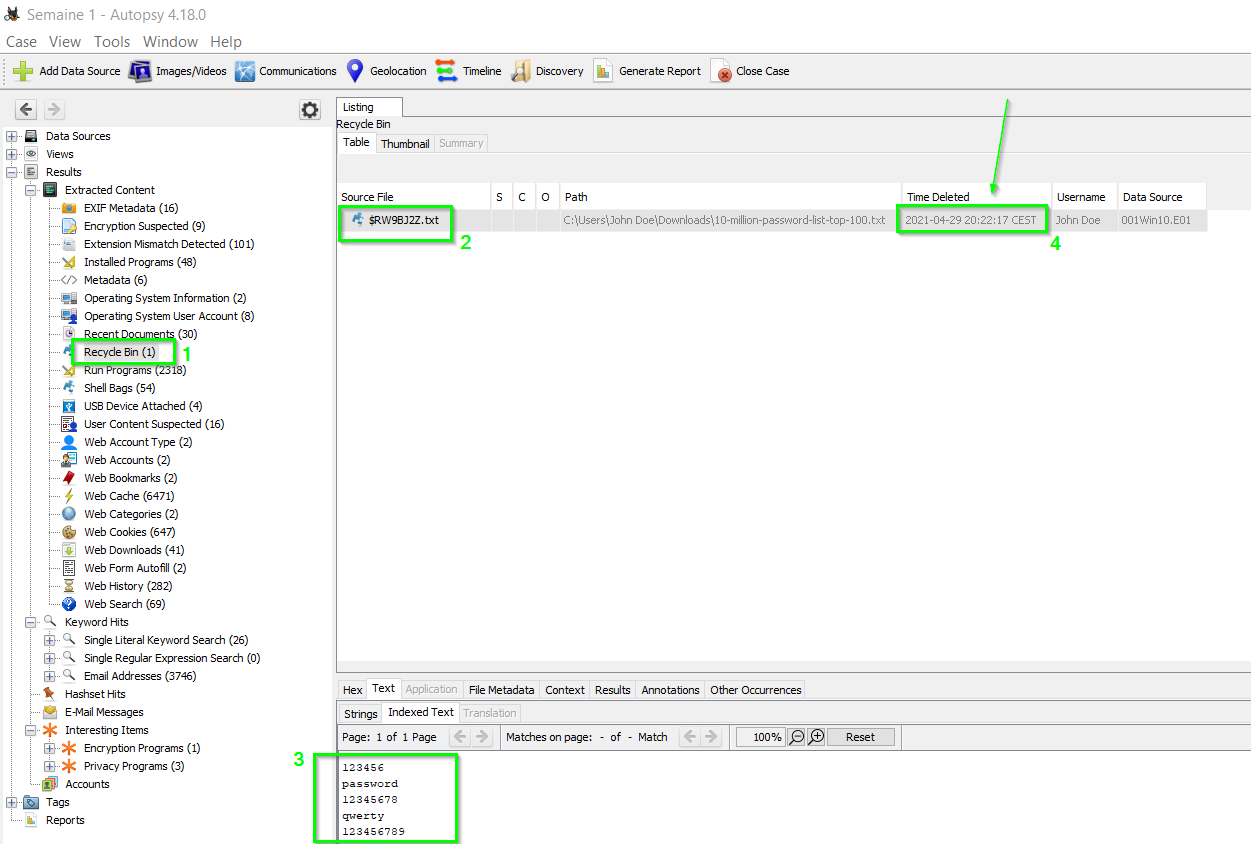 Semaine 1 - Autopsy 4.18.0
Case View Tools Window Help
Add Data Source Images/Videos Communications Geolocation Timeline Discovery Generate Report Close Case
Data Sources
Views
Results
Extracted Content
EXIF Metadata (16)
Encryption Suspected (9)
Extension Mismatch Detected (101)
Installed Programs (48)
Metadata (6)
Operating System Information (2)
Operating System User Account (8)
Recent Documents (30)
Recycle Bin (1) 1
Run Programs (2318)
Shell Bags (54)
USB Device Attached (4)
User Content Suspected (16)
Web Account Type (2)
Web Accounts (2)
Web Bookmarks (2)
Web Cache (6471)
Web Categories (2)
Web Cookies (647)
Web Downloads (41)
Web Form Autofill (2)
Web History (282)
Web Search (69)
Keyword Hits
Single Literal Keyword Search (26)
Single Regular Expression Search (0)
Email Addresses (3746)
Hashset Hits
E-Mail Messages
Interesting Items
Encryption Programs (1)
Privacy Programs (3)
Accounts
Tags
Reports
Listing
Recycle Bin
Table Thumbnail Summary
Source File S C O Path Time Deleted Username Data Source
$RW9BJ2Z.txt C:\Users\John Doe\Downloads\10-million-password-list-top-100.txt 2021-04-29 20:22:17 CEST John Doe 001Win10.E01
2 4
Hex Text Application File Metadata Context Results Annotations Other Occurrences
Strings Indexed Text Translation
Page: 1 of 1 Page Matches on page: - of - Match 100% Reset
3
123456
password
12345678
qwerty
123456789